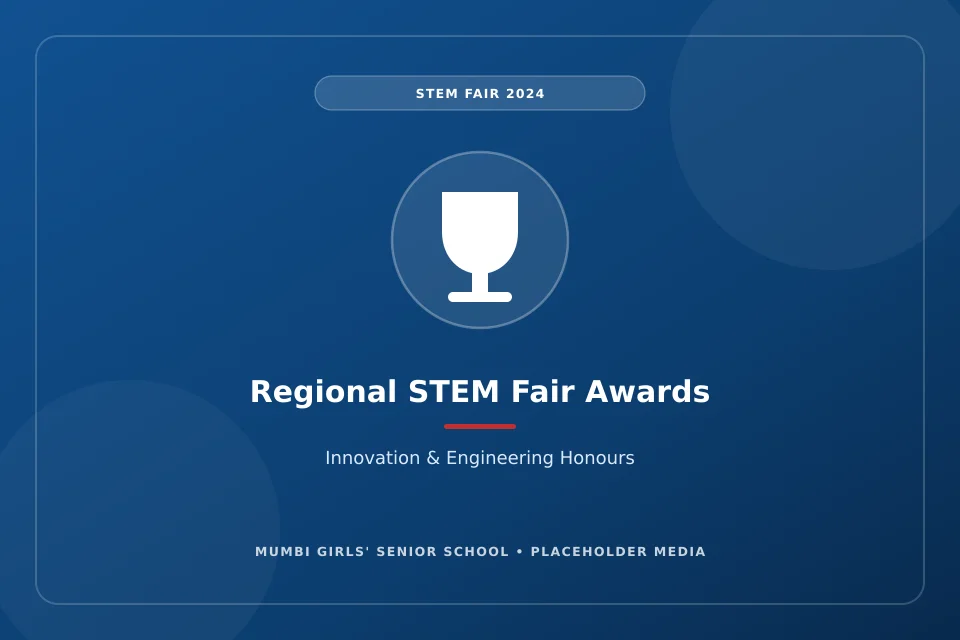 STEM FAIR 2024
Regional STEM Fair Awards
Innovation & Engineering Honours
MUMBI GIRLS' SENIOR SCHOOL • PLACEHOLDER MEDIA